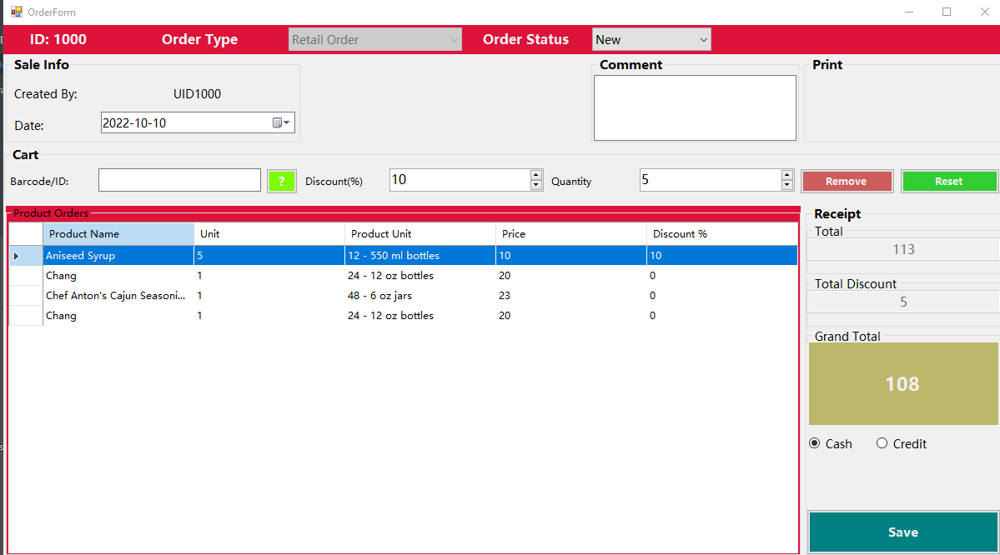 OrderForm
ID: 1000 Order Type Retail Order Order Status New
Sale Info Comment Print
Created By: UID1000
Date: 2022-10-10
Cart
Barcode/ID: ? Discount(%) 10 Quantity 5 Remove Reset
Product Orders
Product Name Unit Product Unit Price Discount %
Aniseed Syrup 5 12 - 550 ml bottles 10 10
Chang 1 24 - 12 oz bottles 20 0
Chef Anton's Cajun Seasoni... 1 48 - 6 oz jars 23 0
Chang 1 24 - 12 oz bottles 20 0
Receipt
Total
113
Total Discount
5
Grand Total
108
Cash Credit
Save